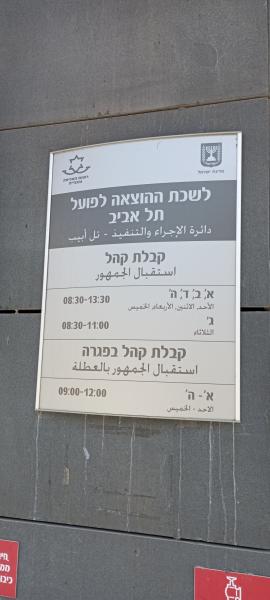 מדינת ישראל
לשכת ההוצאה לפועל
תל אביב
دائرة الإجراء والتنفيذ - تل أبيب
קבלת קהל
استقبال الجمهور
א', ב', ד', ה' 08:30-13:30
الأحد, الاثنين, الأربعاء, الخميس
ג' 08:30-11:00
الثلاثاء
קבלת קהל בפגרה
استقبال الجمهور بالعطلة
א' - ה' 09:00-12:00
الأحد - الخميس